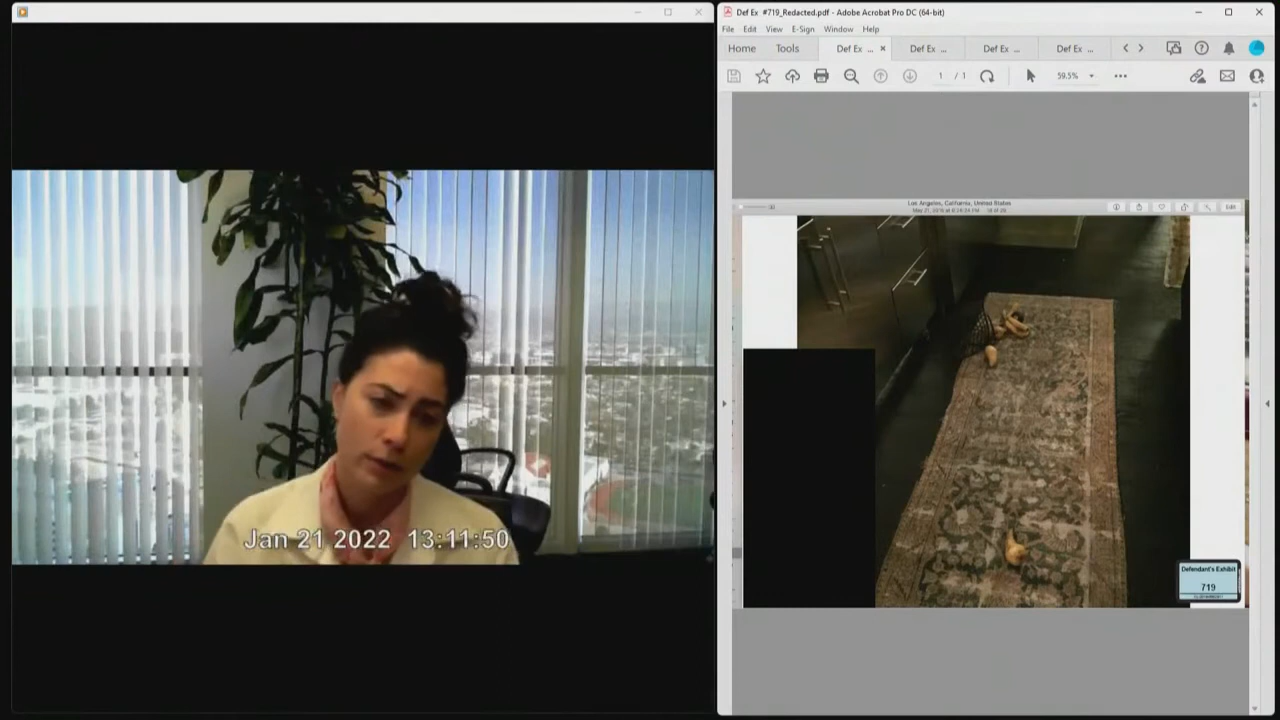 Def Ex #719_Redacted.pdf - Adobe Acrobat Pro DC (64-bit)
File Edit View E-Sign Window Help
Home Tools Def Ex ... × Def Ex ... Def Ex ... Def Ex ...
1 / 1 59.5%
Los Angeles, California, United States
Edit
Jan 21 2022 13:11:50
Defendant's Exhibit
719